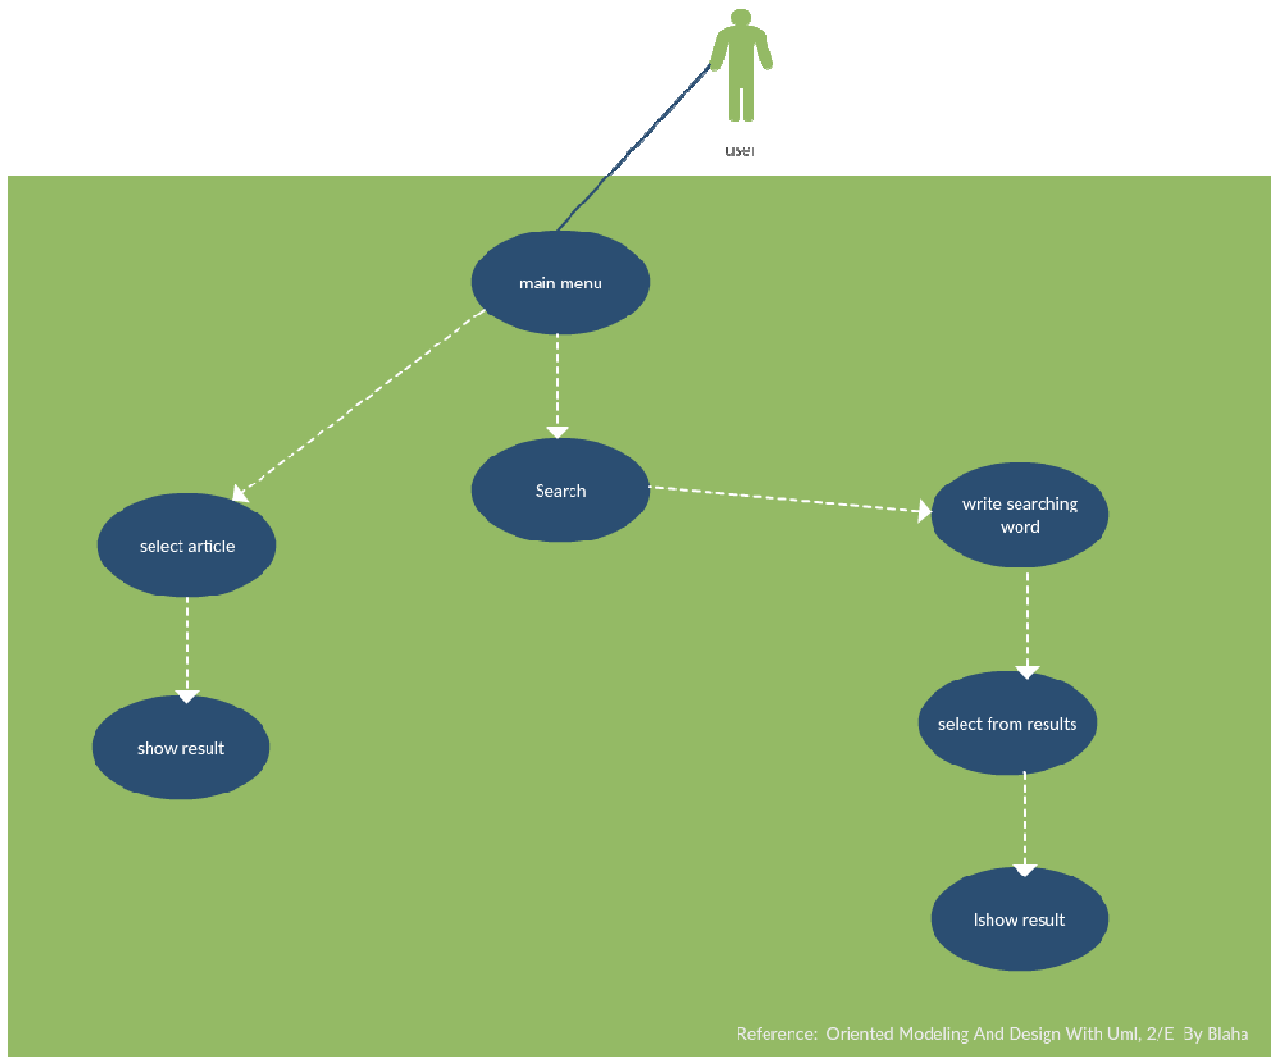 user
main menu
Search
write searching
word
select article
select from results
show result
lshow result
Reference: Oriented Modeling And Design With Uml, 2/E By Blaha